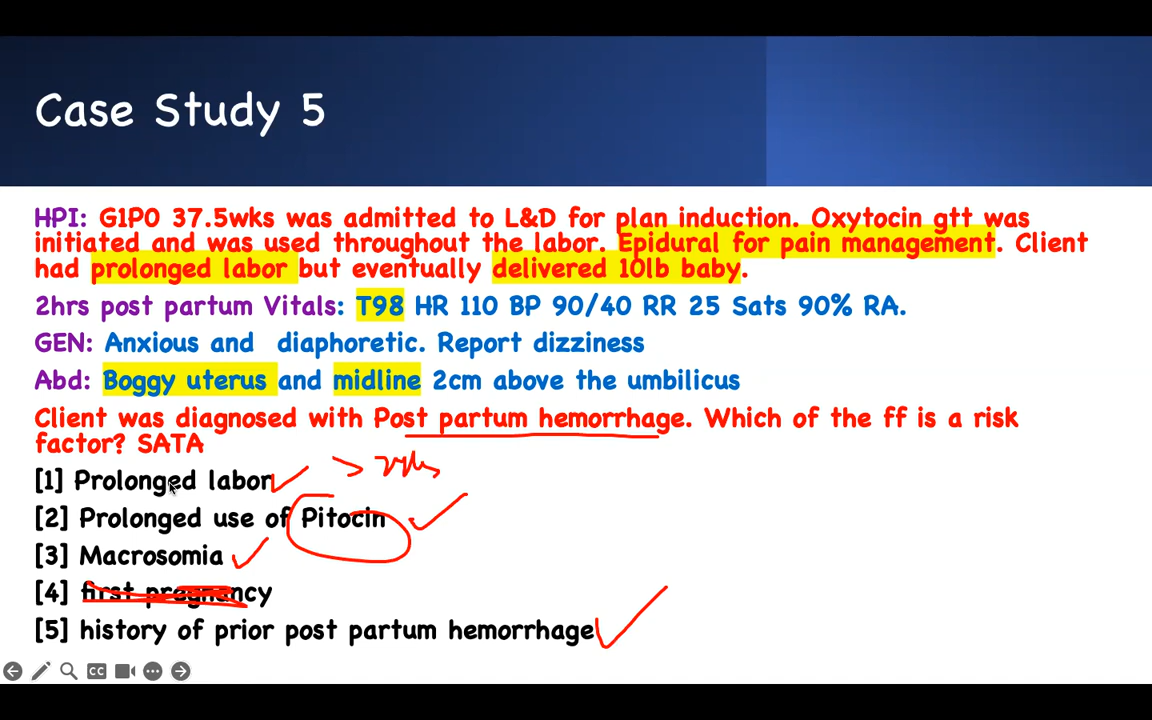 Case Study 5
HPI: G1P0 37.5wks was admitted to L&D for plan induction. Oxytocin gtt was
initiated and was used throughout the labor. Epidural for pain management. Client
had prolonged labor but eventually delivered 10lb baby.
2hrs post partum Vitals: T98 HR 110 BP 90/40 RR 25 Sats 90% RA.
GEN: Anxious and diaphoretic. Report dizziness
Abd: Boggy uterus and midline 2cm above the umbilicus
Client was diagnosed with Post partum hemorrhage. Which of the ff is a risk
factor? SATA
[1] Prolonged labor
[2] Prolonged use of Pitocin
[3] Macrosomia
[4] first pregnancy
[5] history of prior post partum hemorrhage
CC